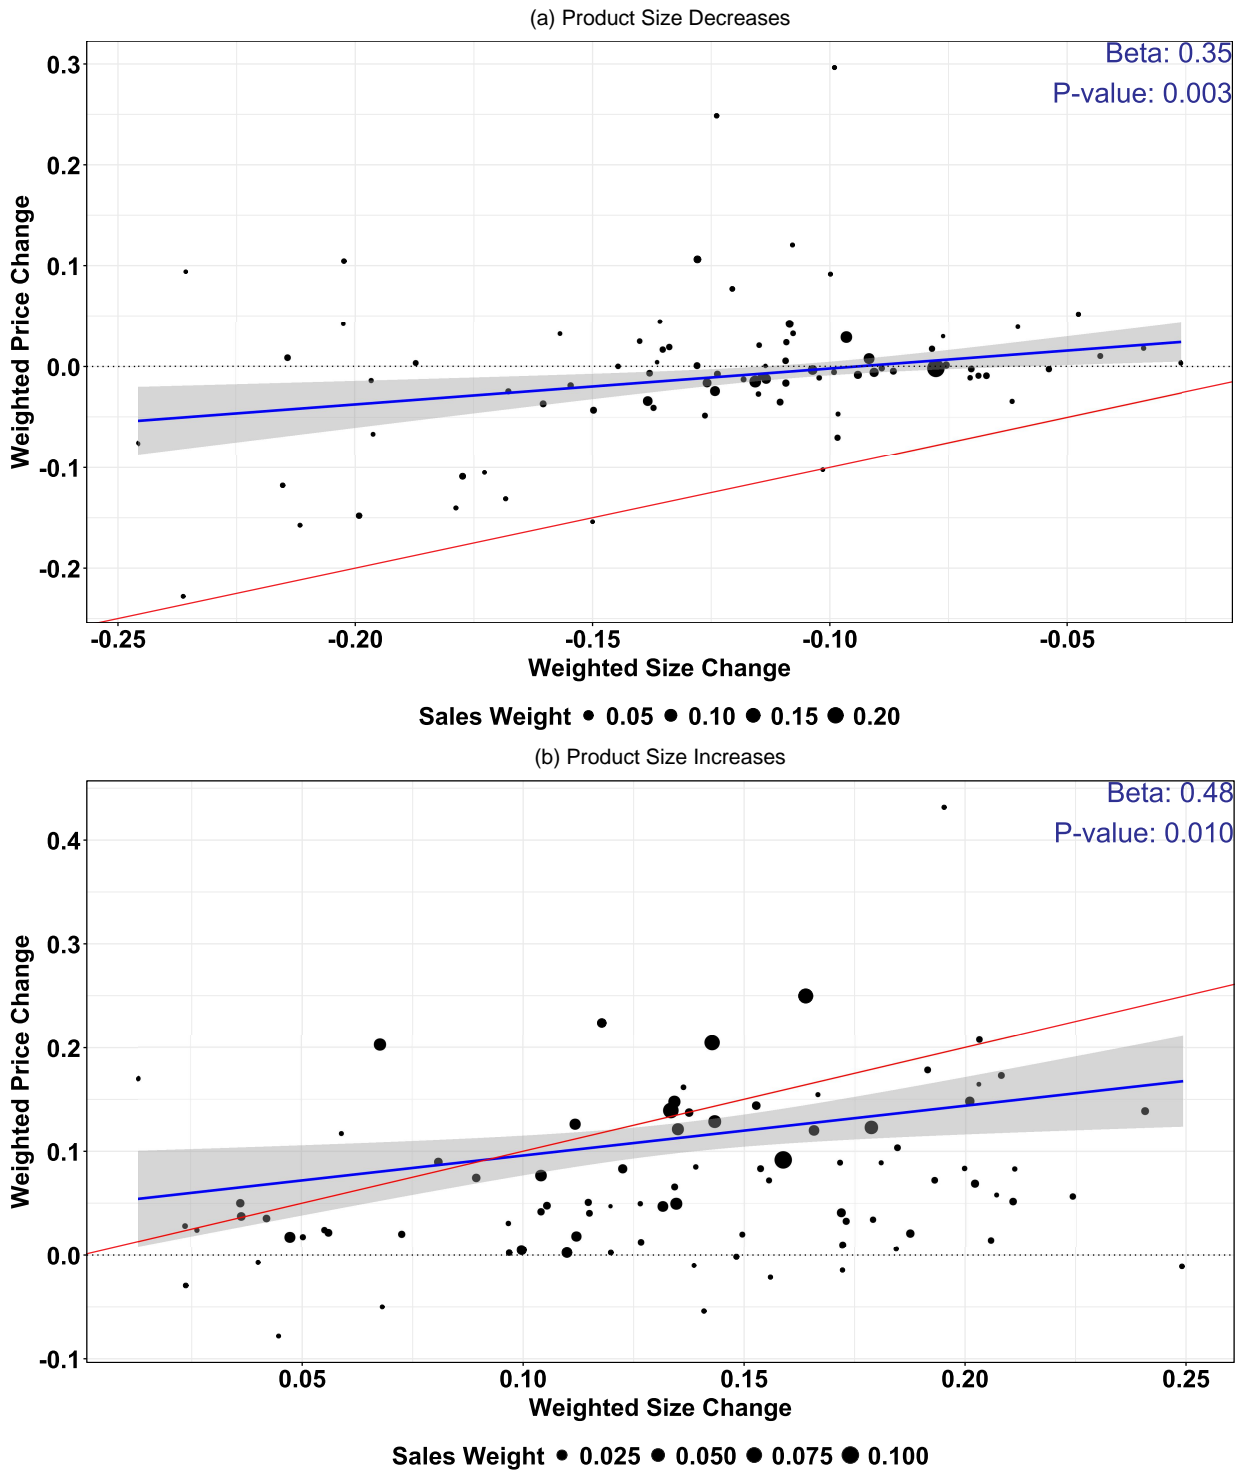 (a) Product Size Decreases
Beta: 0.35
P-value: 0.003
Weighted Price Change
0.3
0.2
0.1
0.0
-0.1
-0.2
-0.25 -0.20 -0.15 -0.10 -0.05
Weighted Size Change
Sales Weight 0.05 0.10 0.15 0.20
(b) Product Size Increases
Beta: 0.48
P-value: 0.010
Weighted Price Change
0.4
0.3
0.2
0.1
0.0
-0.1
0.05 0.10 0.15 0.20 0.25
Weighted Size Change
Sales Weight 0.025 0.050 0.075 0.100